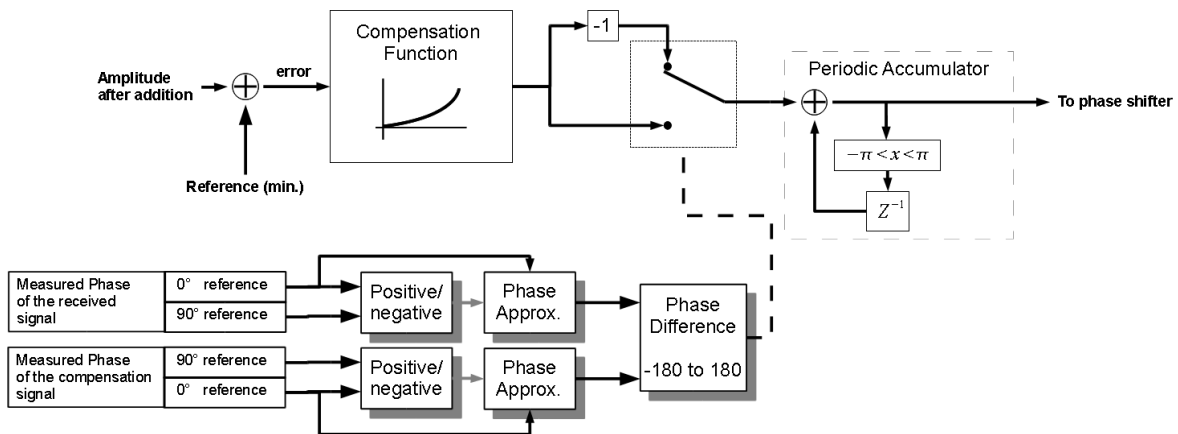 Compensation
Function
-1
Periodic Accumulator
Amplitude
after addition
error
To phase shifter
−π < x < π
Reference (min.)
Z⁻¹
Measured Phase
of the received
signal
0° reference
90° reference
Positive/
negative
Phase
Approx.
Phase
Difference
-180 to 180
Measured Phase
of the compensation
signal
90° reference
0° reference
Positive/
negative
Phase
Approx.